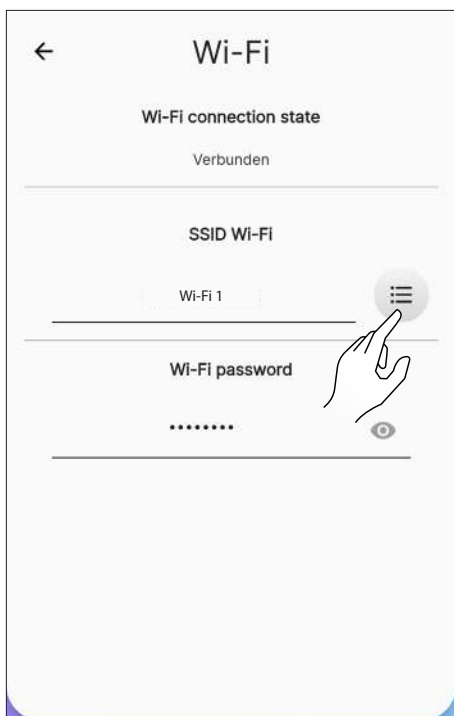 Wi-Fi
Wi-Fi connection state
Verbunden
SSID Wi-Fi
Wi-Fi 1
Wi-Fi password
••••••••